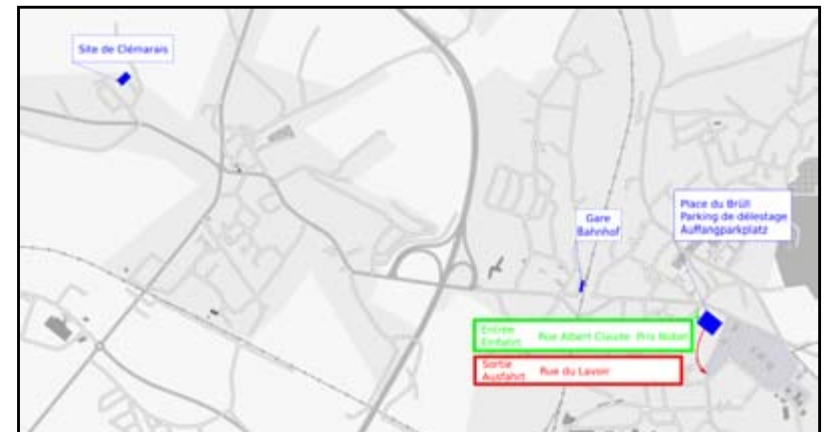 Site de Clémarais
Place du Brüll
Parking de délestage
Auffangparkplatz
Gare
Bahnhof
Entrée
Einfahrt
Rue Albert Claude Prix Nobel
Sortie
Ausfahrt
Rue du Lavoir